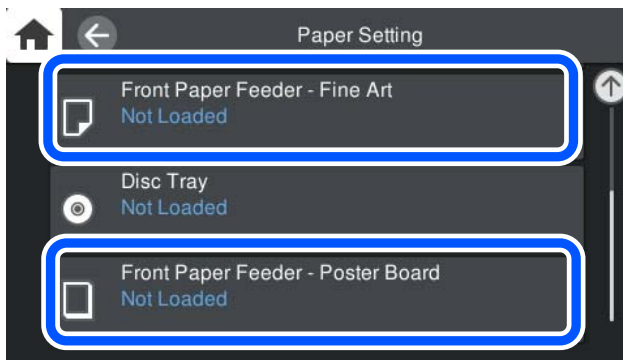 Paper Setting
Front Paper Feeder - Fine Art
Not Loaded
Disc Tray
Not Loaded
Front Paper Feeder - Poster Board
Not Loaded